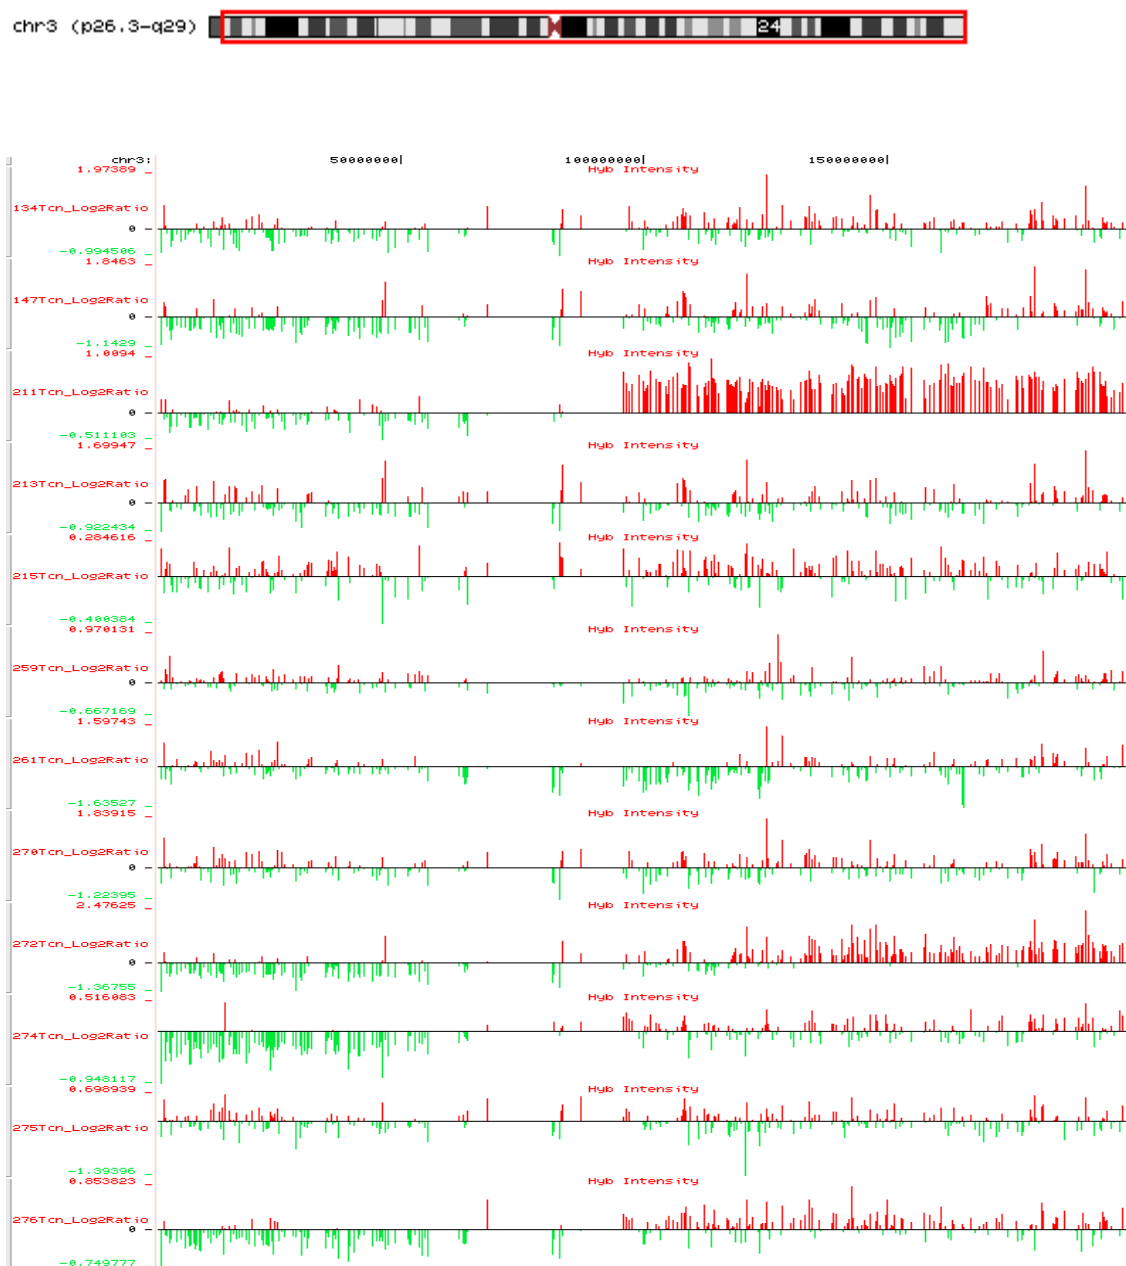 chr3 (p26.3-q29) 24
chr3: 50000000| 100000000| 150000000|
1.97389 _ Hyb Intensity
134Tcn_Log2Ratio
0 _
-0.994506 _
1.8463 _ Hyb Intensity
147Tcn_Log2Ratio
0 _
-1.1429 _
1.0094 _ Hyb Intensity
211Tcn_Log2Ratio
0 _
-0.511103 _
1.69947 _ Hyb Intensity
213Tcn_Log2Ratio
0 _
-0.922434 _
0.284616 _ Hyb Intensity
215Tcn_Log2Ratio
-0.400384 _
0.970131 _ Hyb Intensity
259Tcn_Log2Ratio
0 _
-0.667169 _
1.59743 _ Hyb Intensity
261Tcn_Log2Ratio
-1.63527 _
1.83915 _ Hyb Intensity
270Tcn_Log2Ratio
0 _
-1.22395 _
2.47625 _ Hyb Intensity
272Tcn_Log2Ratio
0 _
-1.36755 _
0.516083 _ Hyb Intensity
274Tcn_Log2Ratio
-0.948117 _
0.698939 _ Hyb Intensity
275Tcn_Log2Ratio
-1.39396 _
0.853823 _ Hyb Intensity
276Tcn_Log2Ratio
0 _
-0.749777 _